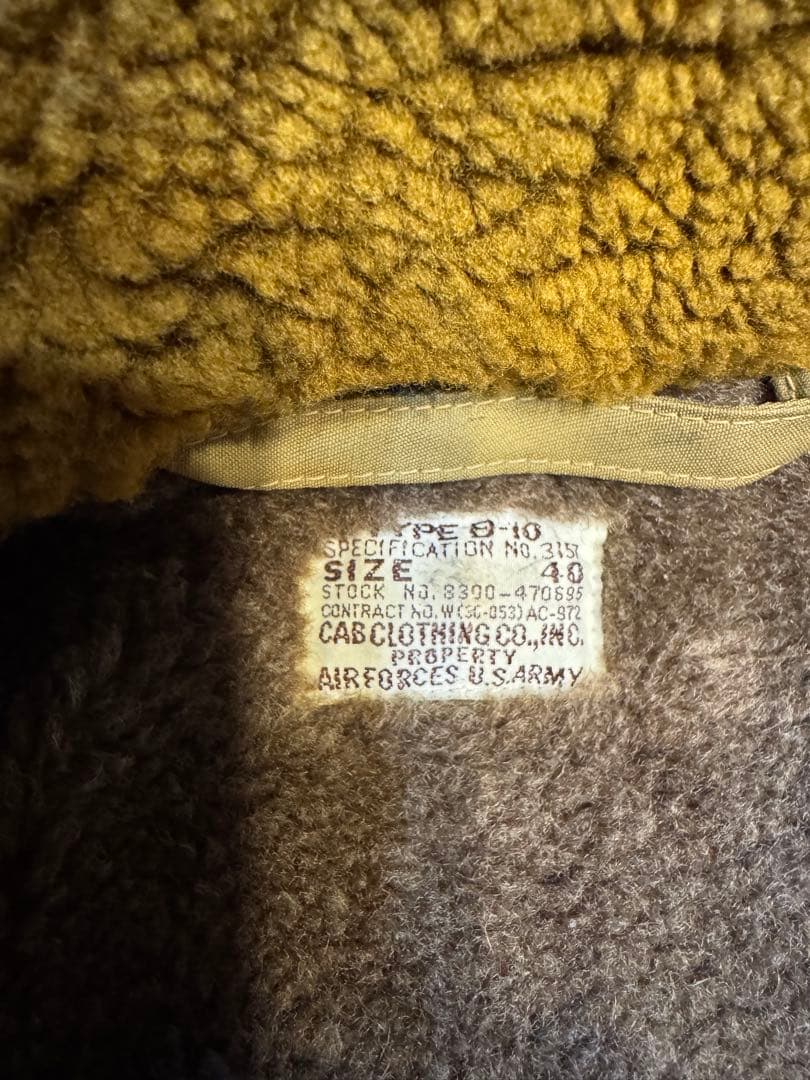 TYPE B-10
SPECIFICATION NO. 3157
SIZE 40
STOCK NO. 8300-470695
CONTRACT NO. W(36-053)AC-972
CAB CLOTHING CO., INC.
PROPERTY
AIR FORCES U.S. ARMY